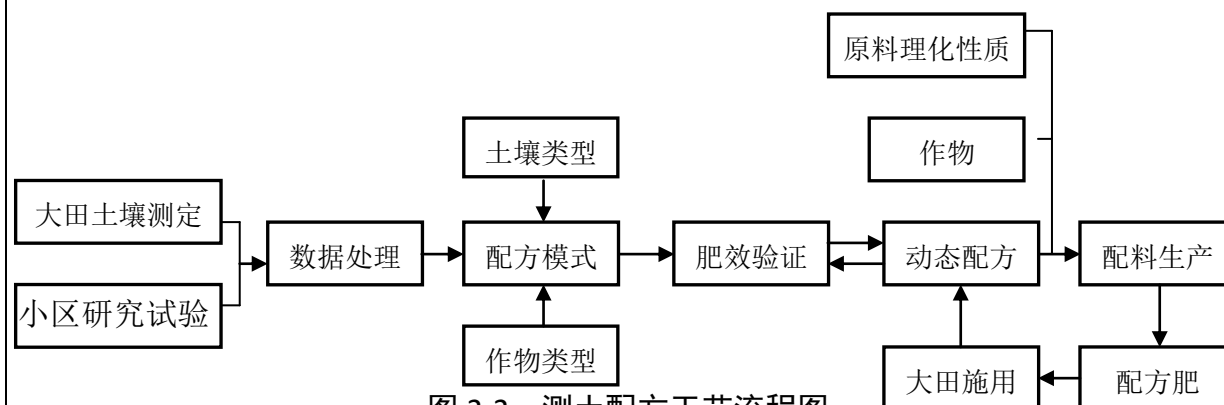 原料理化性质
作物
土壤类型
大田土壤测定
数据处理
配方模式
肥效验证
动态配方
配料生产
小区研究试验
作物类型
大田施用
配方肥